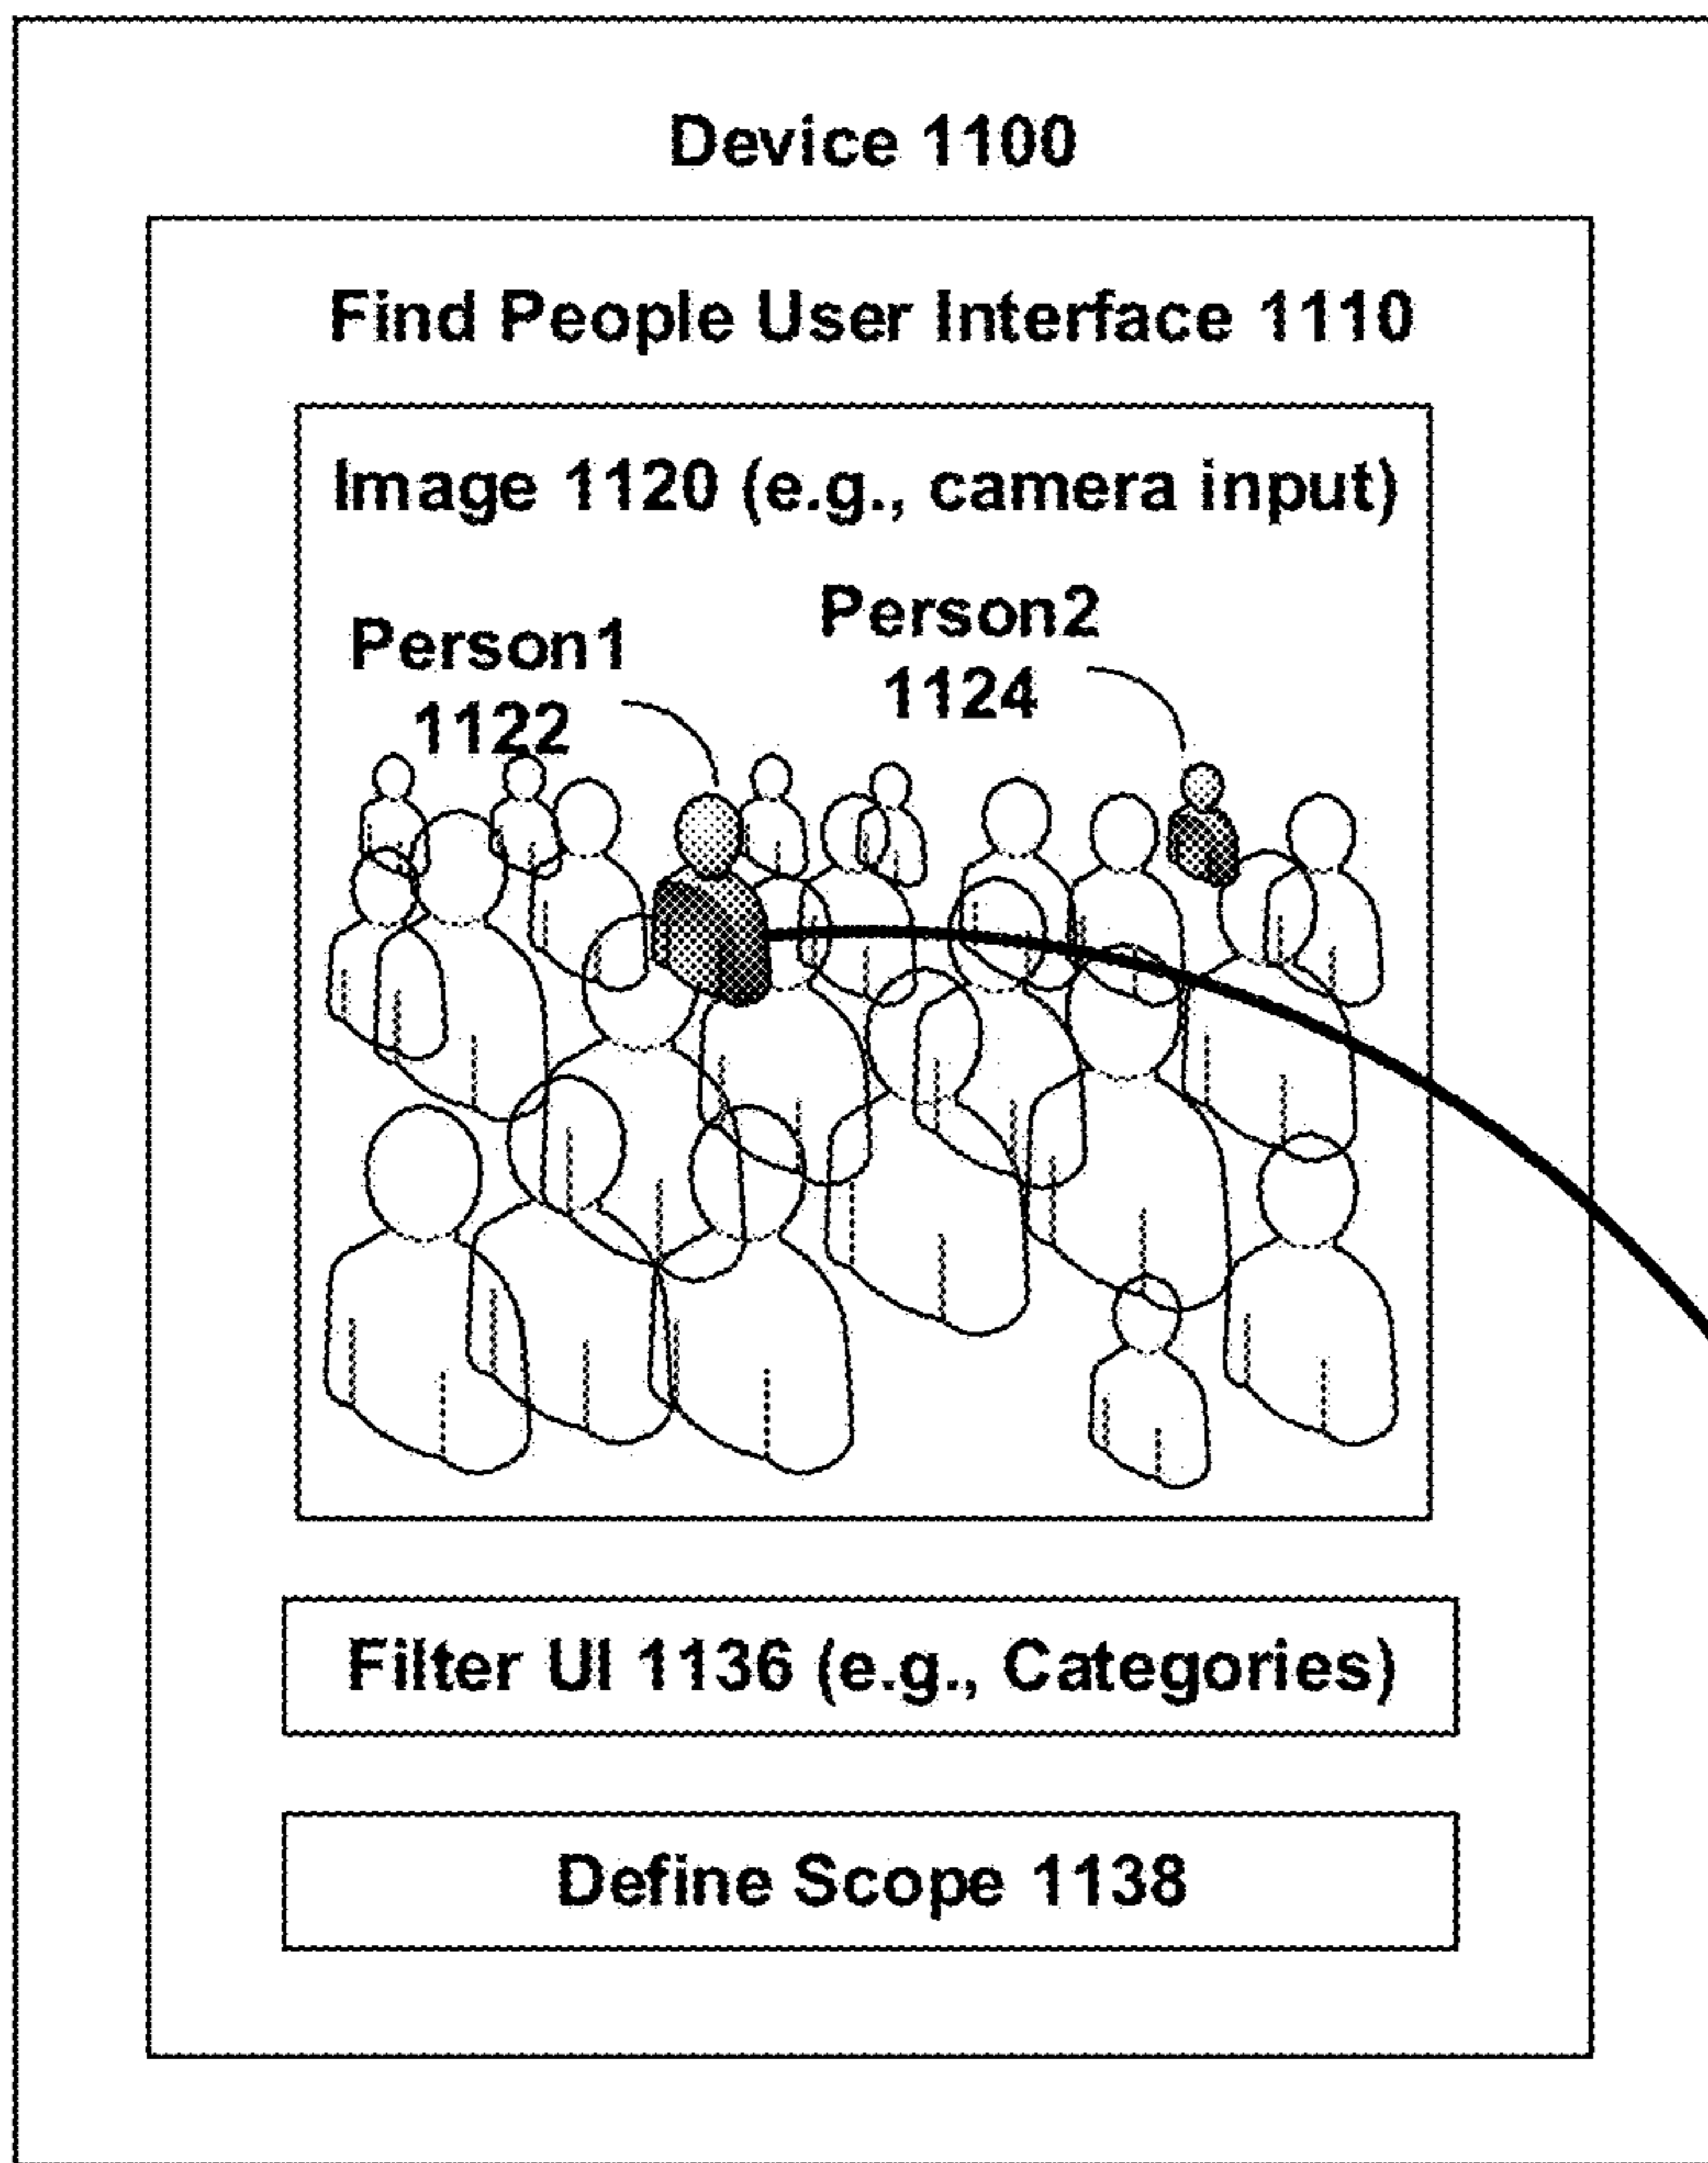 Device 1100
Find People User Interface 1110
Image 1120 (e.g., camera input)
Person1
1122
Person2
1124
Filter UI 1136 (e.g., Categories)
Define Scope 1138